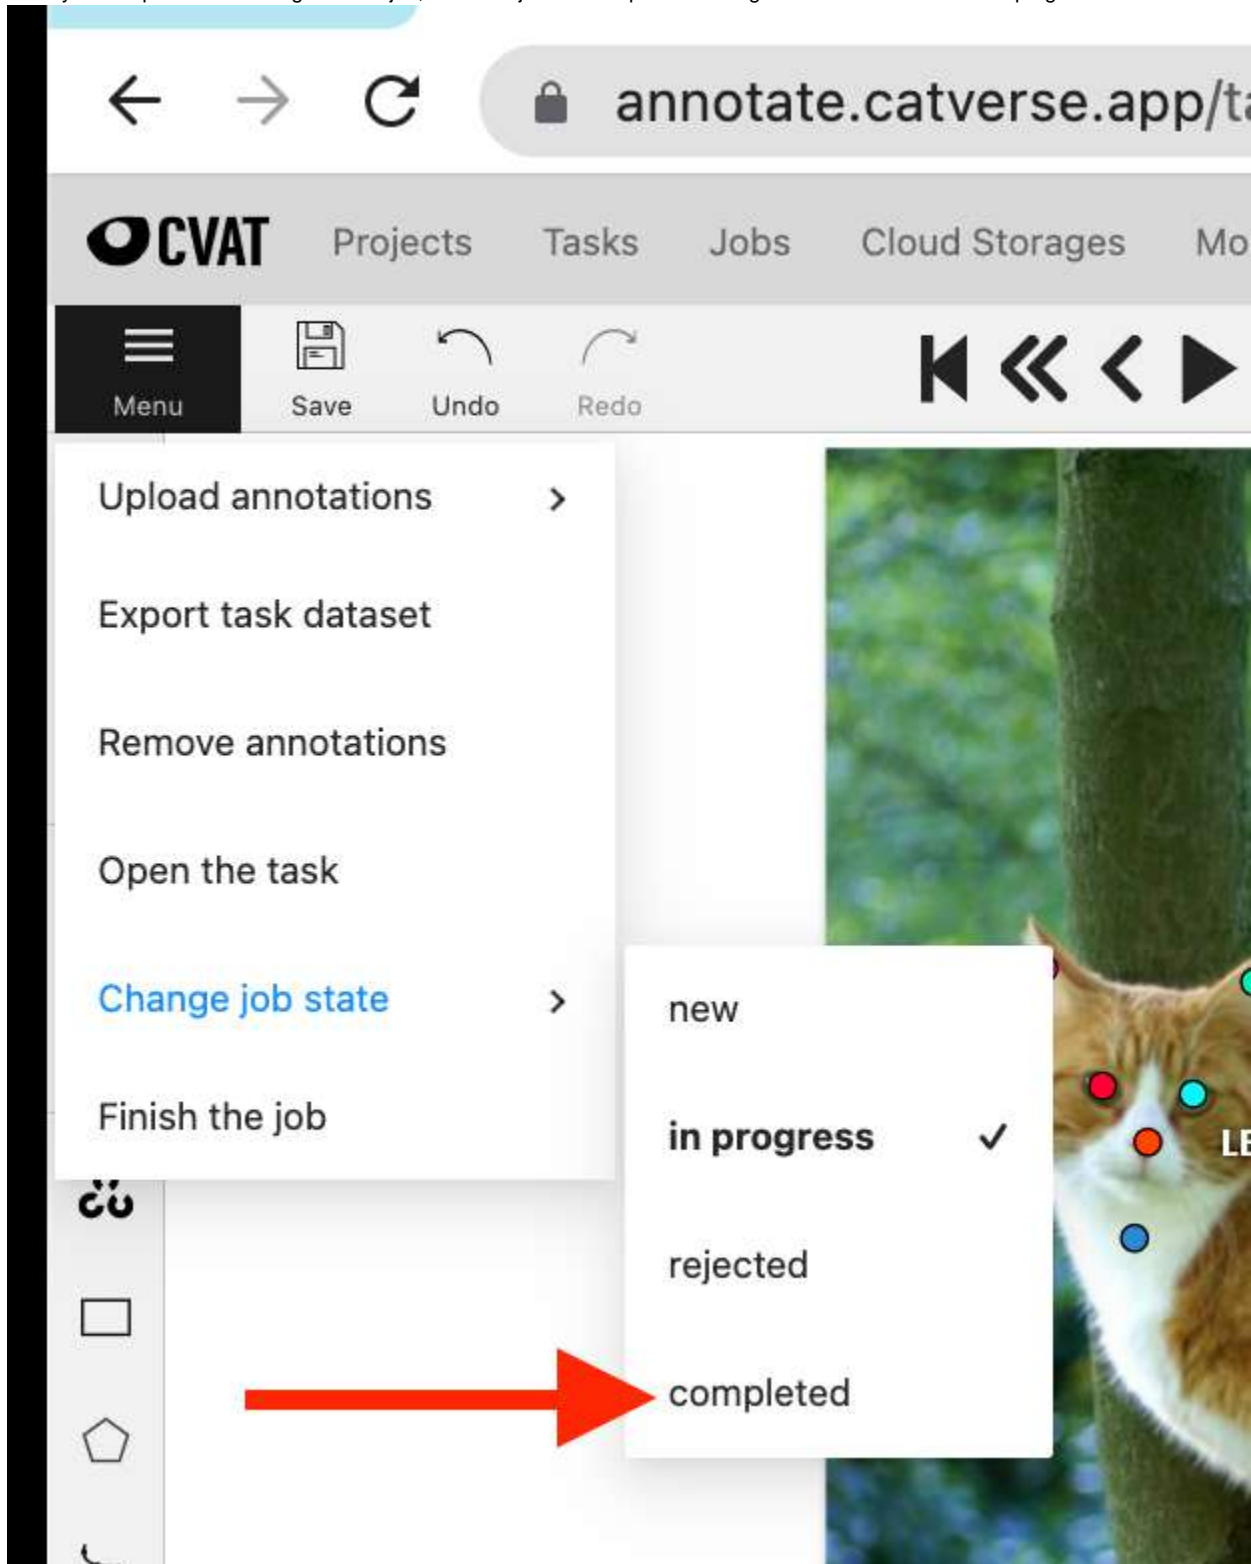 annotate.catverse.app/ta
CVAT Projects Tasks Jobs Cloud Storages Mo
Menu Save Undo Redo
Upload annotations
Export task dataset
Remove annotations
Open the task
Change job state
new
Finish the job
in progress
LE
rejected
completed